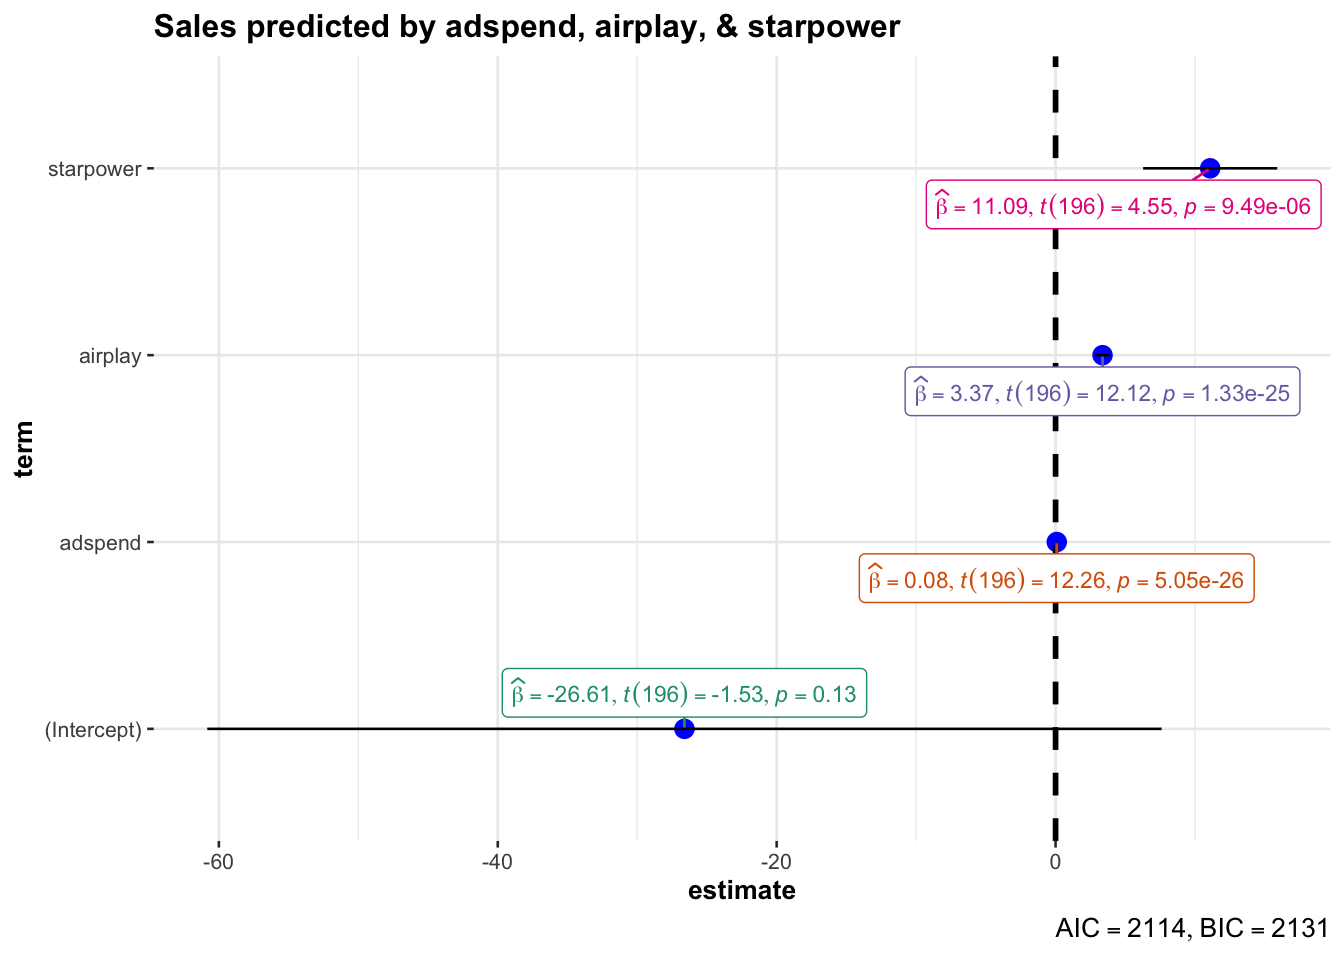 Sales predicted by adspend, airplay, & starpower
starpower
β̂ = 11.09, t(196) = 4.55, p = 9.49e-06
airplay
β̂ = 3.37, t(196) = 12.12, p = 1.33e-25
term
adspend
β̂ = 0.08, t(196) = 12.26, p = 5.05e-26
β̂ = -26.61, t(196) = -1.53, p = 0.13
(Intercept)
-60 -40 -20 0
estimate
AIC = 2114, BIC = 2131